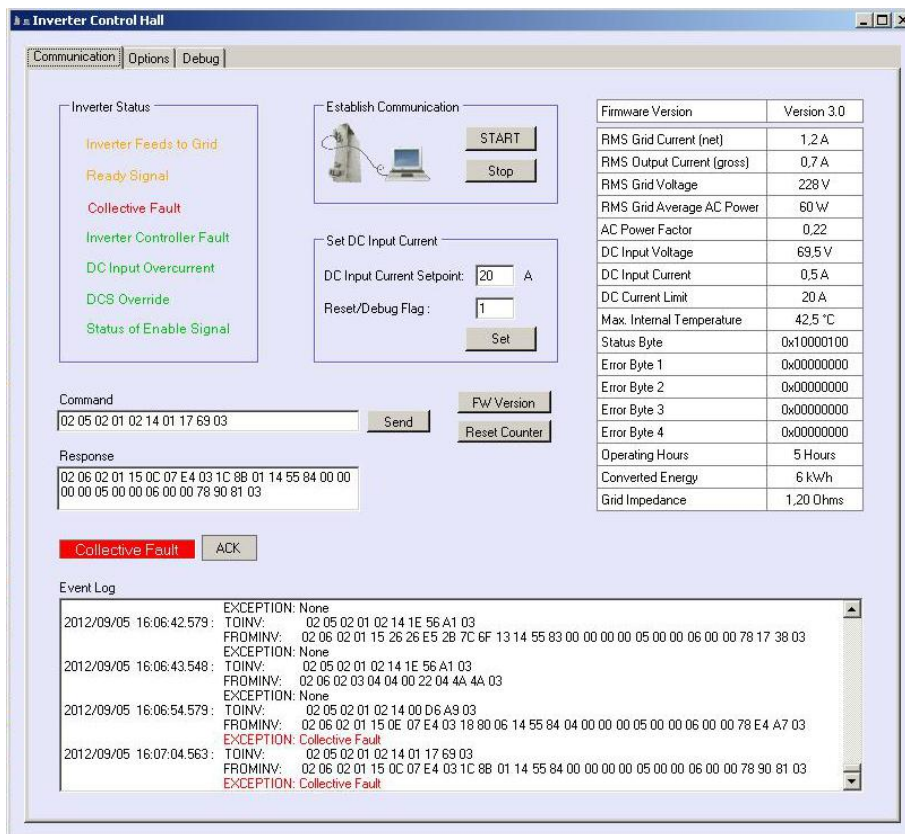 Inverter Control Hall
Communication Options Debug
Inverter Status
Inverter Feeds to Grid
Ready Signal
Collective Fault
Inverter Controller Fault
DC Input Overcurrent
DCS Override
Status of Enable Signal
Establish Communication
START
Stop
Set DC Input Current
DC Input Current Setpoint: 20 A
Reset/Debug Flag : 1
Set
Firmware Version Version 3.0
RMS Grid Current (net) 1,2 A
RMS Output Current (gross) 0,7 A
RMS Grid Voltage 228 V
RMS Grid Average AC Power 60 W
AC Power Factor 0,22
DC Input Voltage 69,5 V
DC Input Current 0,5 A
DC Current Limit 20 A
Max. Internal Temperature 42,5 °C
Status Byte 0x10000100
Error Byte 1 0x00000000
Error Byte 2 0x00000000
Error Byte 3 0x00000000
Error Byte 4 0x00000000
Operating Hours 5 Hours
Converted Energy 6 kWh
Grid Impedance 1,20 Ohms
Command
02 05 02 01 02 14 01 17 69 03
Send
FW Version
Reset Counter
Response
02 06 02 01 15 0C 07 E4 03 1C 8B 01 14 55 84 00 00
00 00 05 00 00 06 00 00 78 90 81 03
Collective Fault ACK
Event Log
EXCEPTION: None
2012/09/05 16:06:42.579 : TOINV: 02 05 02 01 02 14 1E 56 A1 03
FROMINV: 02 06 02 01 15 26 26 E5 2B 7C 6F 13 14 55 83 00 00 00 00 05 00 00 06 00 00 78 17 38 03
EXCEPTION: None
2012/09/05 16:06:43.548 : TOINV: 02 05 02 01 02 14 1E 56 A1 03
FROMINV: 02 06 02 03 04 04 00 22 04 4A 4A 03
EXCEPTION: None
2012/09/05 16:06:54.579 : TOINV: 02 05 02 01 02 14 00 D6 A9 03
FROMINV: 02 06 02 01 15 0E 07 E4 03 18 80 06 14 55 84 04 00 00 00 05 00 00 06 00 00 78 E4 A7 03
EXCEPTION: Collective Fault
2012/09/05 16:07:04.563 : TOINV: 02 05 02 01 02 14 01 17 69 03
FROMINV: 02 06 02 01 15 0C 07 E4 03 1C 8B 01 14 55 84 00 00 00 00 05 00 00 06 00 00 78 90 81 03
EXCEPTION: Collective Fault